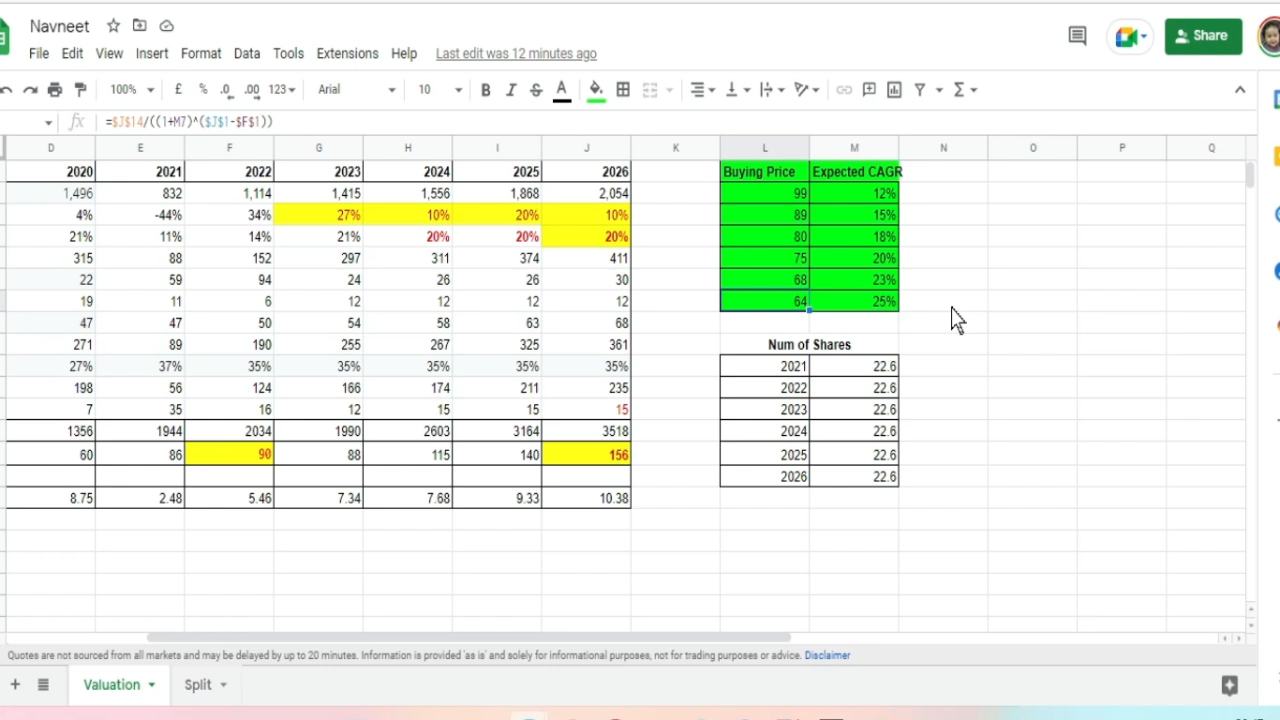 Navneet
File Edit View Insert Format Data Tools Extensions Help Last edit was 12 minutes ago
Share
100% £ % .0 .00 123 Arial 10 B I S A
fx =$J$14/((1+M7)^($J$1-$F$1))
D E F G H I J K L M N O P Q
2020 2021 2022 2023 2024 2025 2026 Buying Price Expected CAGR
1,496 832 1,114 1,415 1,556 1,868 2,054 99 12%
4% -44% 34% 27% 10% 20% 10% 89 15%
21% 11% 14% 21% 20% 20% 20% 80 18%
315 88 152 297 311 374 411 75 20%
22 59 94 24 26 26 30 68 23%
19 11 6 12 12 12 12 64 25%
47 47 50 54 58 63 68
271 89 190 255 267 325 361 Num of Shares
27% 37% 35% 35% 35% 35% 35% 2021 22.6
198 56 124 166 174 211 235 2022 22.6
7 35 16 12 15 15 15 2023 22.6
1356 1944 2034 1990 2603 3164 3518 2024 22.6
60 86 90 88 115 140 156 2025 22.6
2026 22.6
8.75 2.48 5.46 7.34 7.68 9.33 10.38
Quotes are not sourced from all markets and may be delayed by up to 20 minutes. Information is provided 'as is' and solely for informational purposes, not for trading purposes or advice. Disclaimer
Valuation Split